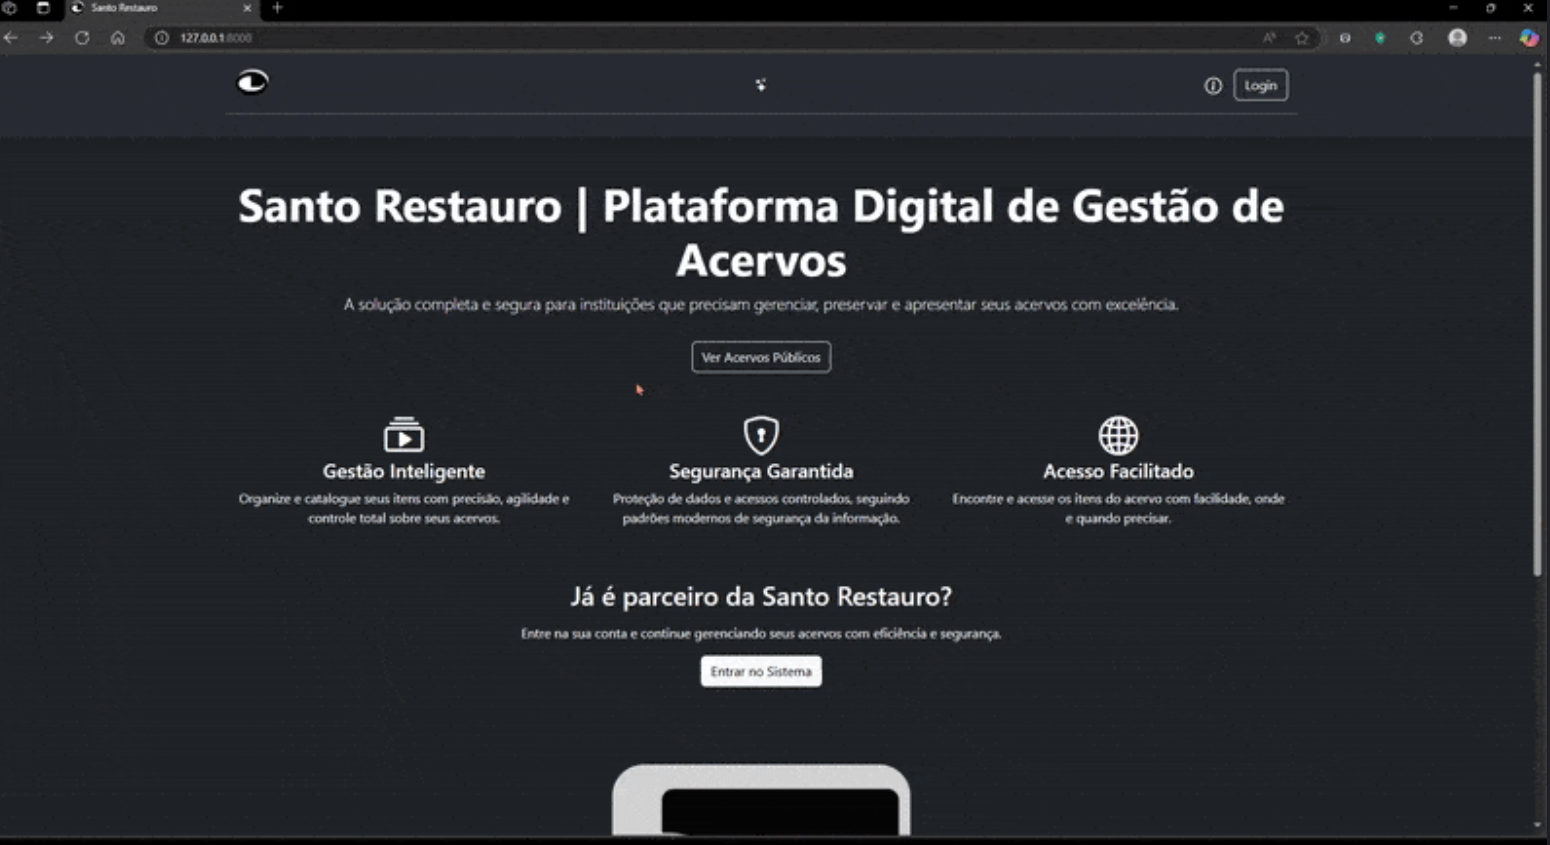 Santo Restauro
127.0.0.1:8000
Login
Santo Restauro | Plataforma Digital de Gestão de
Acervos
A solução completa e segura para instituições que precisam gerenciar, preservar e apresentar seus acervos com excelência.
Ver Acervos Públicos
Gestão Inteligente
Organize e catalogue seus itens com precisão, agilidade e
controle total sobre seus acervos.
Segurança Garantida
Proteção de dados e acessos controlados, seguindo
padrões modernos de segurança da informação.
Acesso Facilitado
Encontre e acesse os itens do acervo com facilidade, onde
e quando precisar.
Já é parceiro da Santo Restauro?
Entre na sua conta e continue gerenciando seus acervos com eficiência e segurança.
Entrar no Sistema